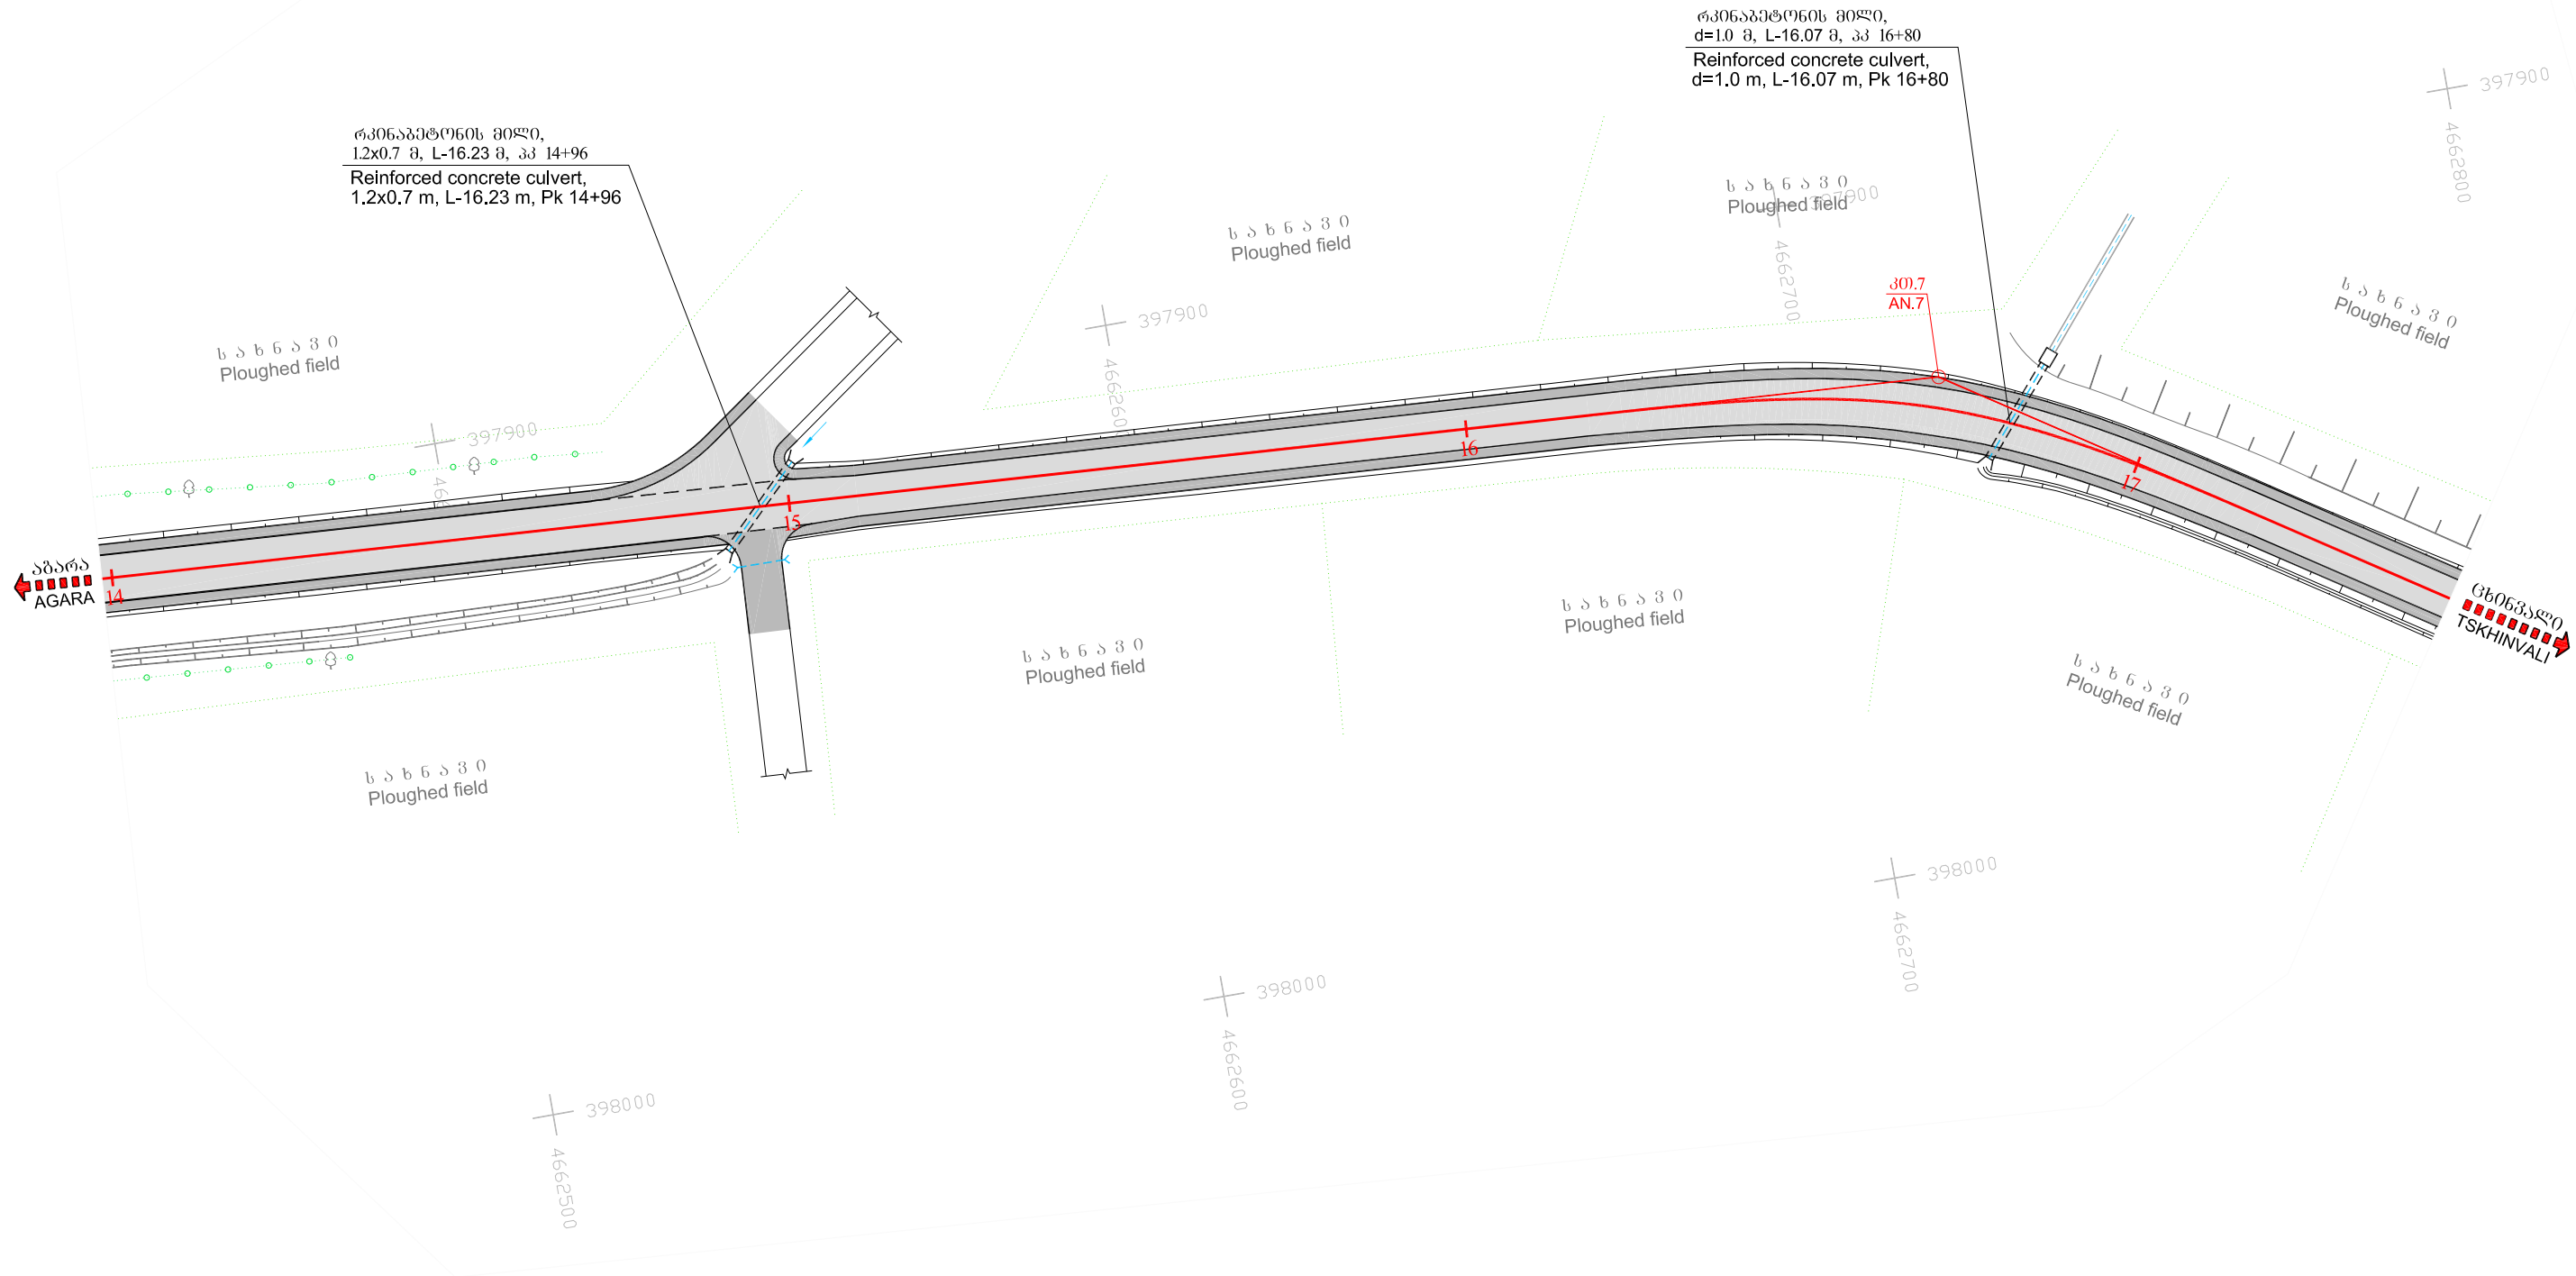 რკინაბეტონის მილი,
d=1.0 მ, L-16.07 მ, პკ 16+80
Reinforced concrete culvert,
d=1.0 m, L-16.07 m, Pk 16+80
397900
4662800
რკინაბეტონის მილი,
1.2x0.7 მ, L-16.23 მ, პკ 14+96
Reinforced concrete culvert,
1.2x0.7 m, L-16.23 m, Pk 14+96
სახნავი
Ploughed field
397900
4662700
სახნავი
Ploughed field
კთ.7
AN.7
სახნავი
Ploughed field
397900
4662600
სახნავი
Ploughed field
397900
16
17
15
აგარა
AGARA
14
ცხინვალი
TSKHINVALI
სახნავი
Ploughed field
სახნავი
Ploughed field
სახნავი
Ploughed field
სახნავი
Ploughed field
398000
4662700
398000
4662600
398000
4662500